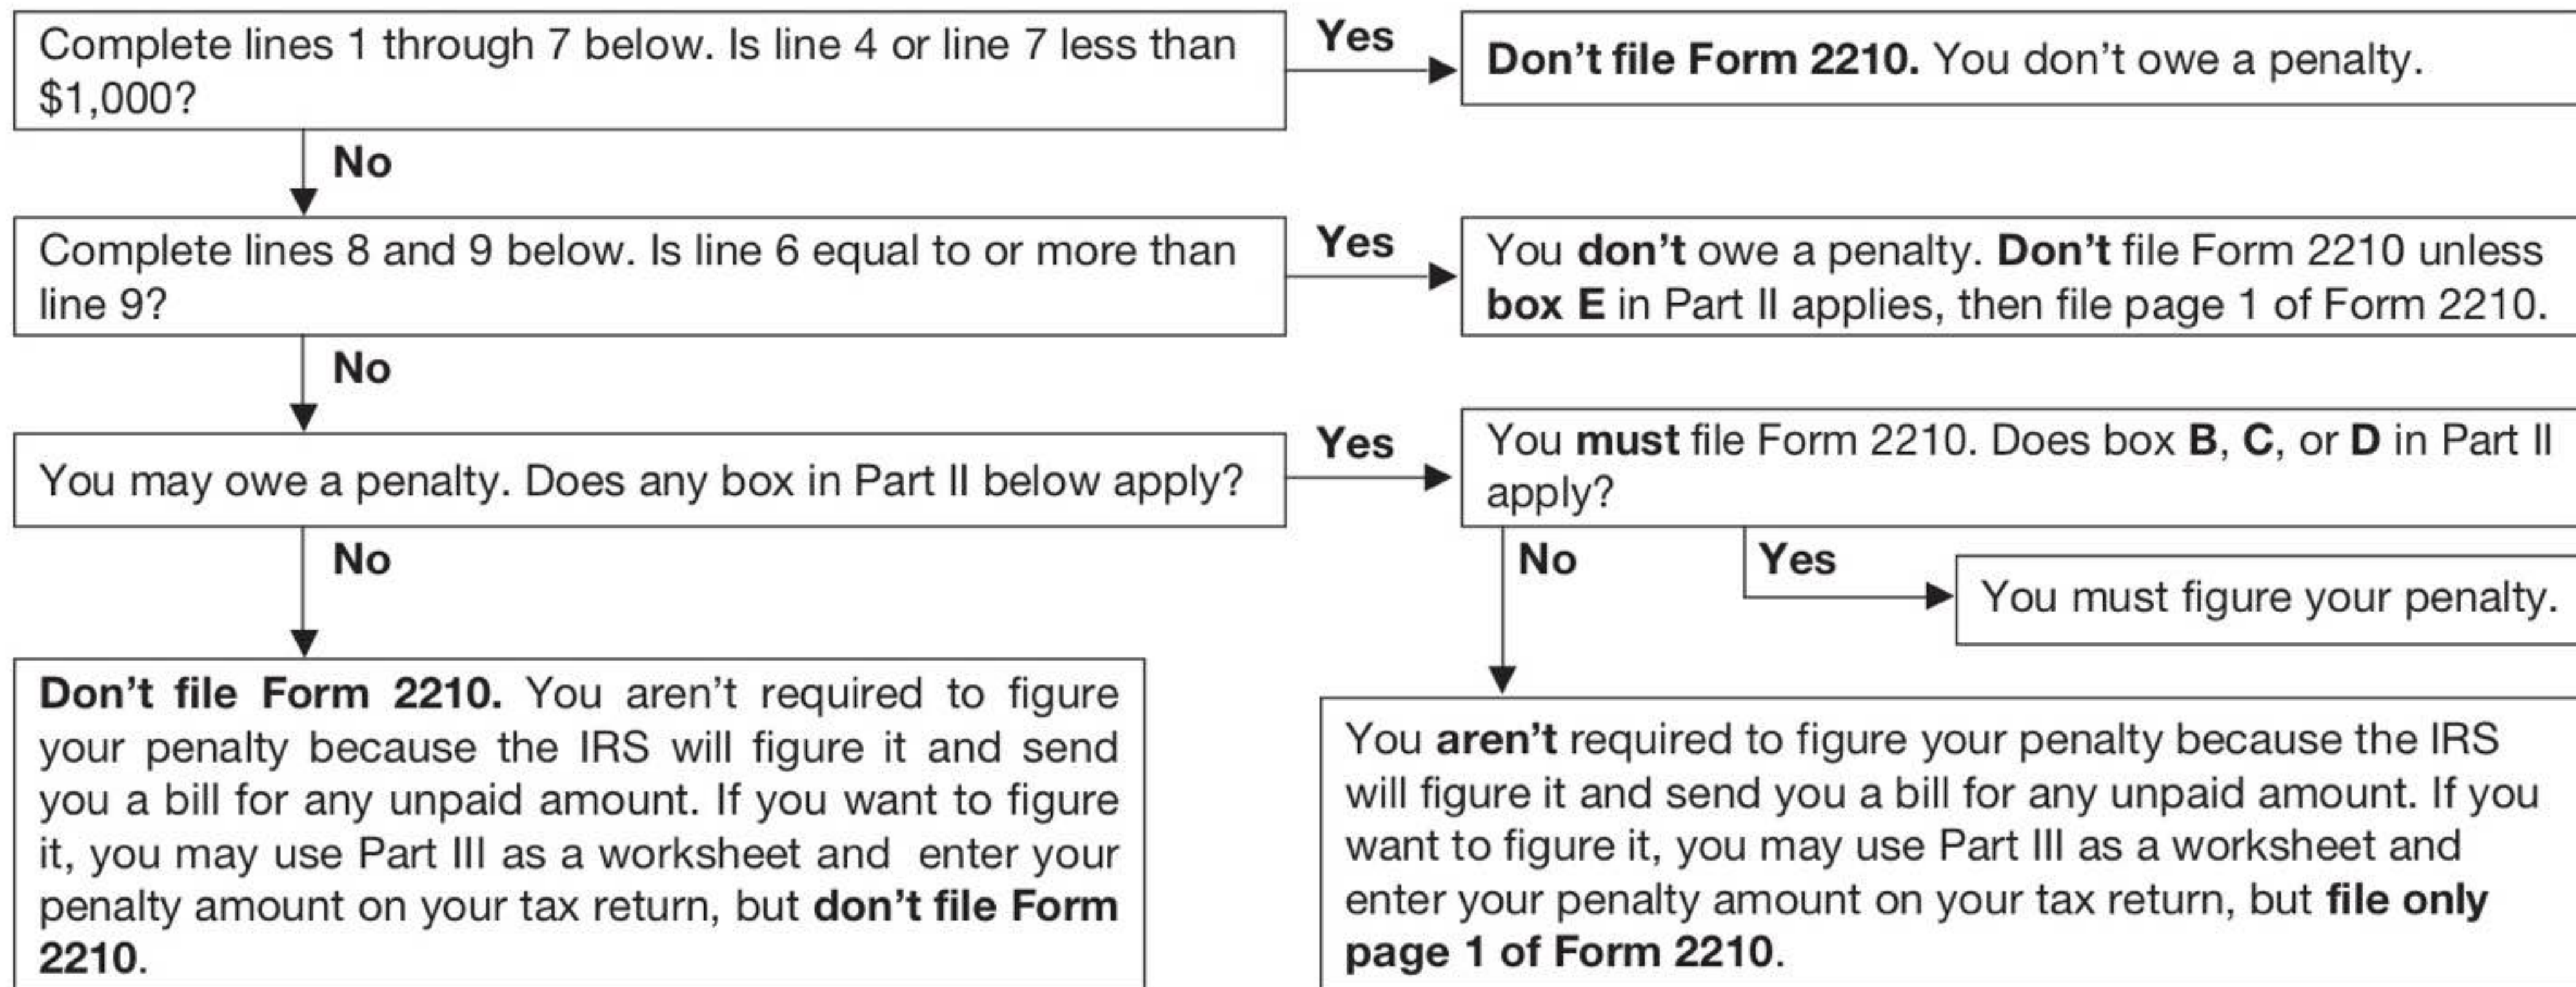 Complete lines 1 through 7 below. Is line 4 or line 7 less than
$1,000?
Yes
Don't file Form 2210. You don't owe a penalty.
No
Complete lines 8 and 9 below. Is line 6 equal to or more than
line 9?
Yes
You don't owe a penalty. Don't file Form 2210 unless
box E in Part II applies, then file page 1 of Form 2210.
No
You may owe a penalty. Does any box in Part II below apply?
Yes
You must file Form 2210. Does box B, C, or D in Part II
apply?
No
Yes
You must figure your penalty.
No
Don't file Form 2210. You aren't required to figure
your penalty because the IRS will figure it and send
you a bill for any unpaid amount. If you want to figure
it, you may use Part III as a worksheet and enter your
penalty amount on your tax return, but don't file Form
2210.
You aren't required to figure your penalty because the IRS
will figure it and send you a bill for any unpaid amount. If you
want to figure it, you may use Part III as a worksheet and
enter your penalty amount on your tax return, but file only
page 1 of Form 2210.